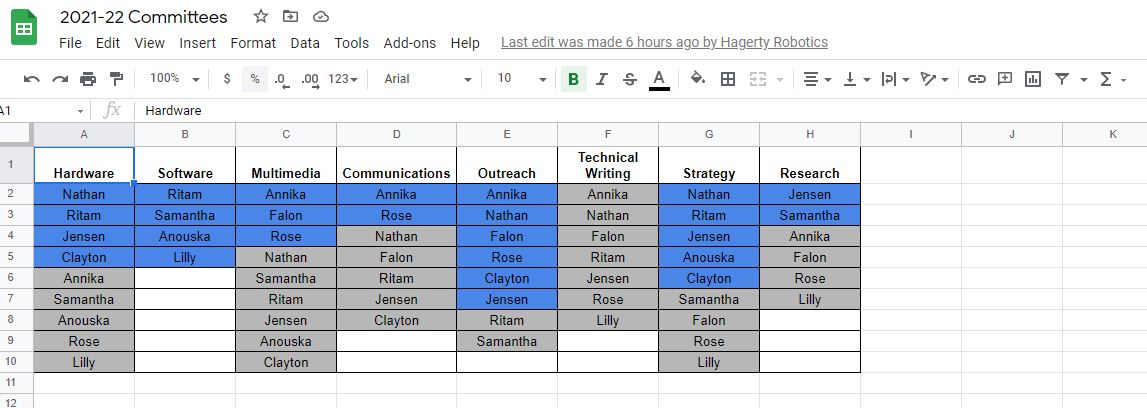 2021-22 Committees
File Edit View Insert Format Data Tools Add-ons Help Last edit was made 6 hours ago by Hagerty Robotics
100% $ % .0 .00 123 Arial 10 B I S A
A1 fx Hardware
A B C D E F G H I J K
1 Hardware Software Multimedia Communications Outreach Technical Writing Strategy Research
2 Nathan Ritam Annika Annika Annika Annika Nathan Jensen
3 Ritam Samantha Falon Rose Nathan Nathan Ritam Samantha
4 Jensen Anouska Rose Nathan Falon Falon Jensen Annika
5 Clayton Lilly Nathan Falon Rose Ritam Anouska Falon
6 Annika Samantha Ritam Clayton Jensen Clayton Rose
7 Samantha Ritam Jensen Jensen Rose Samantha Lilly
8 Anouska Jensen Clayton Ritam Lilly Falon
9 Rose Anouska Samantha Rose
10 Lilly Clayton Lilly
11
12